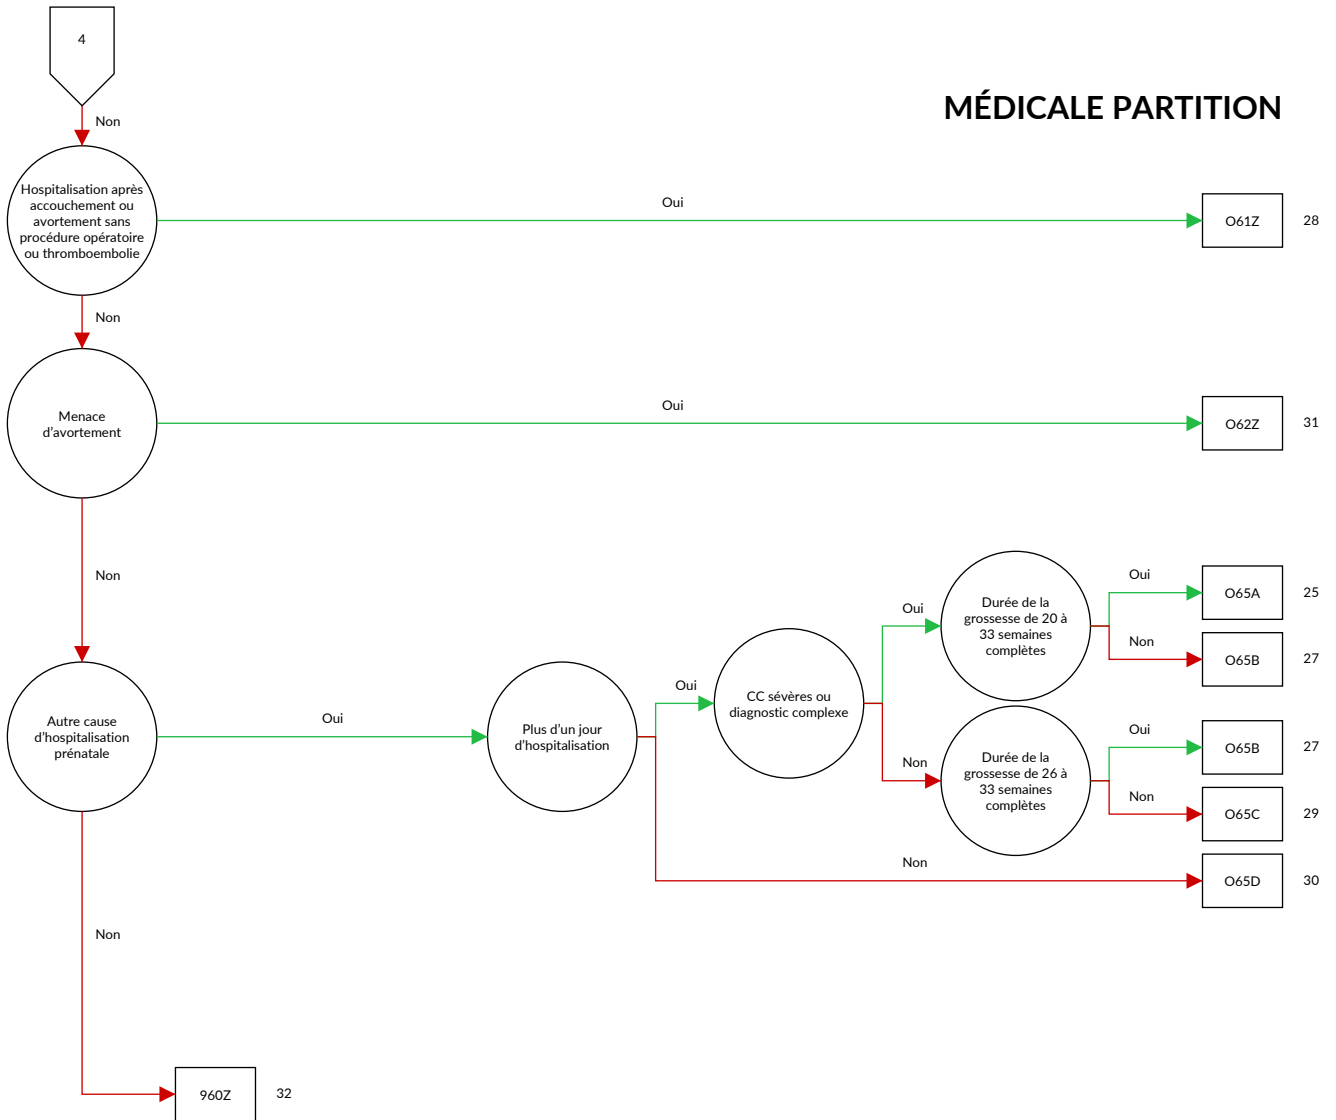 4
MÉDICALE PARTITION
Non
Hospitalisation après
accouchement ou
avortement sans
procédure opératoire
ou thromboembolie
Oui
O61Z
28
Non
Menace
d'avortement
Oui
O62Z
31
Non
Autre cause
d'hospitalisation
prénatale
Oui
Plus d'un jour
d'hospitalisation
Oui
CC sévères ou
diagnostic complexe
Oui
Durée de la
grossesse de 20 à
33 semaines
complètes
Oui
O65A
25
Non
O65B
27
Non
Durée de la
grossesse de 26 à
33 semaines
complètes
Oui
O65B
27
Non
O65C
29
Non
O65D
30
Non
960Z
32